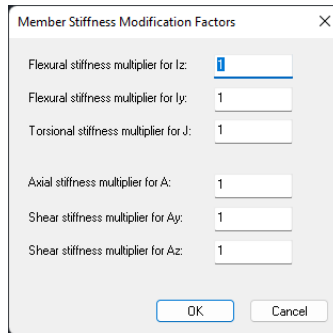 Member Stiffness Modification Factors
Flexural stiffness multiplier for Iz: 1
Flexural stiffness multiplier for Iy: 1
Torsional stiffness multiplier for J: 1
Axial stiffness multiplier for A: 1
Shear stiffness multiplier for Ay: 1
Shear stiffness multiplier for Az: 1
OK Cancel